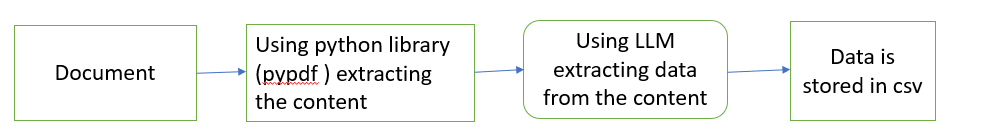 Document
Using python library
(pypdf ) extracting
the content
Using LLM
extracting data
from the content
Data is
stored in csv